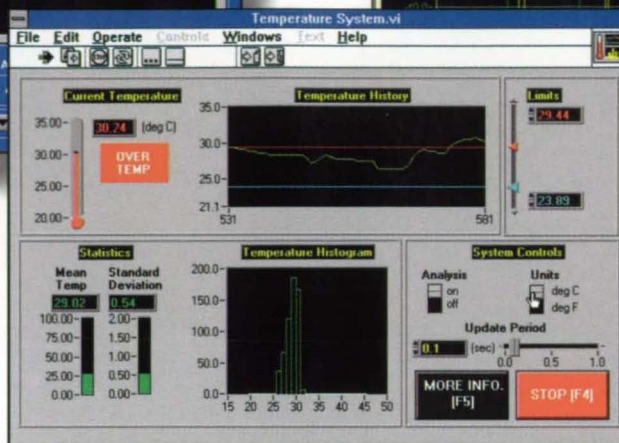 Temperature System.vi
File Edit Operate Controls Windows Text Help
Current Temperature
35.00
30.00
25.00
20.00
30.24 (deg C)
OVER
TEMP
Temperature History
35.0
30.0
25.0
21.1
531 581
Limits
29.44
23.89
Statistics
Mean
Temp
Standard
Deviation
29.02 0.54
100.00 2.00
75.00 1.50
50.00 1.00
25.00 0.50
0.00 0.00
Temperature Histogram
200.0
150.0
100.0
50.0
0.0
15 20 25 30 35 40 45 50
System Controls
Analysis
on
off
Units
deg C
deg F
Update Period
0.1 (sec)
0.0 0.5 1.0
MORE INFO.
[F5]
STOP [F4]